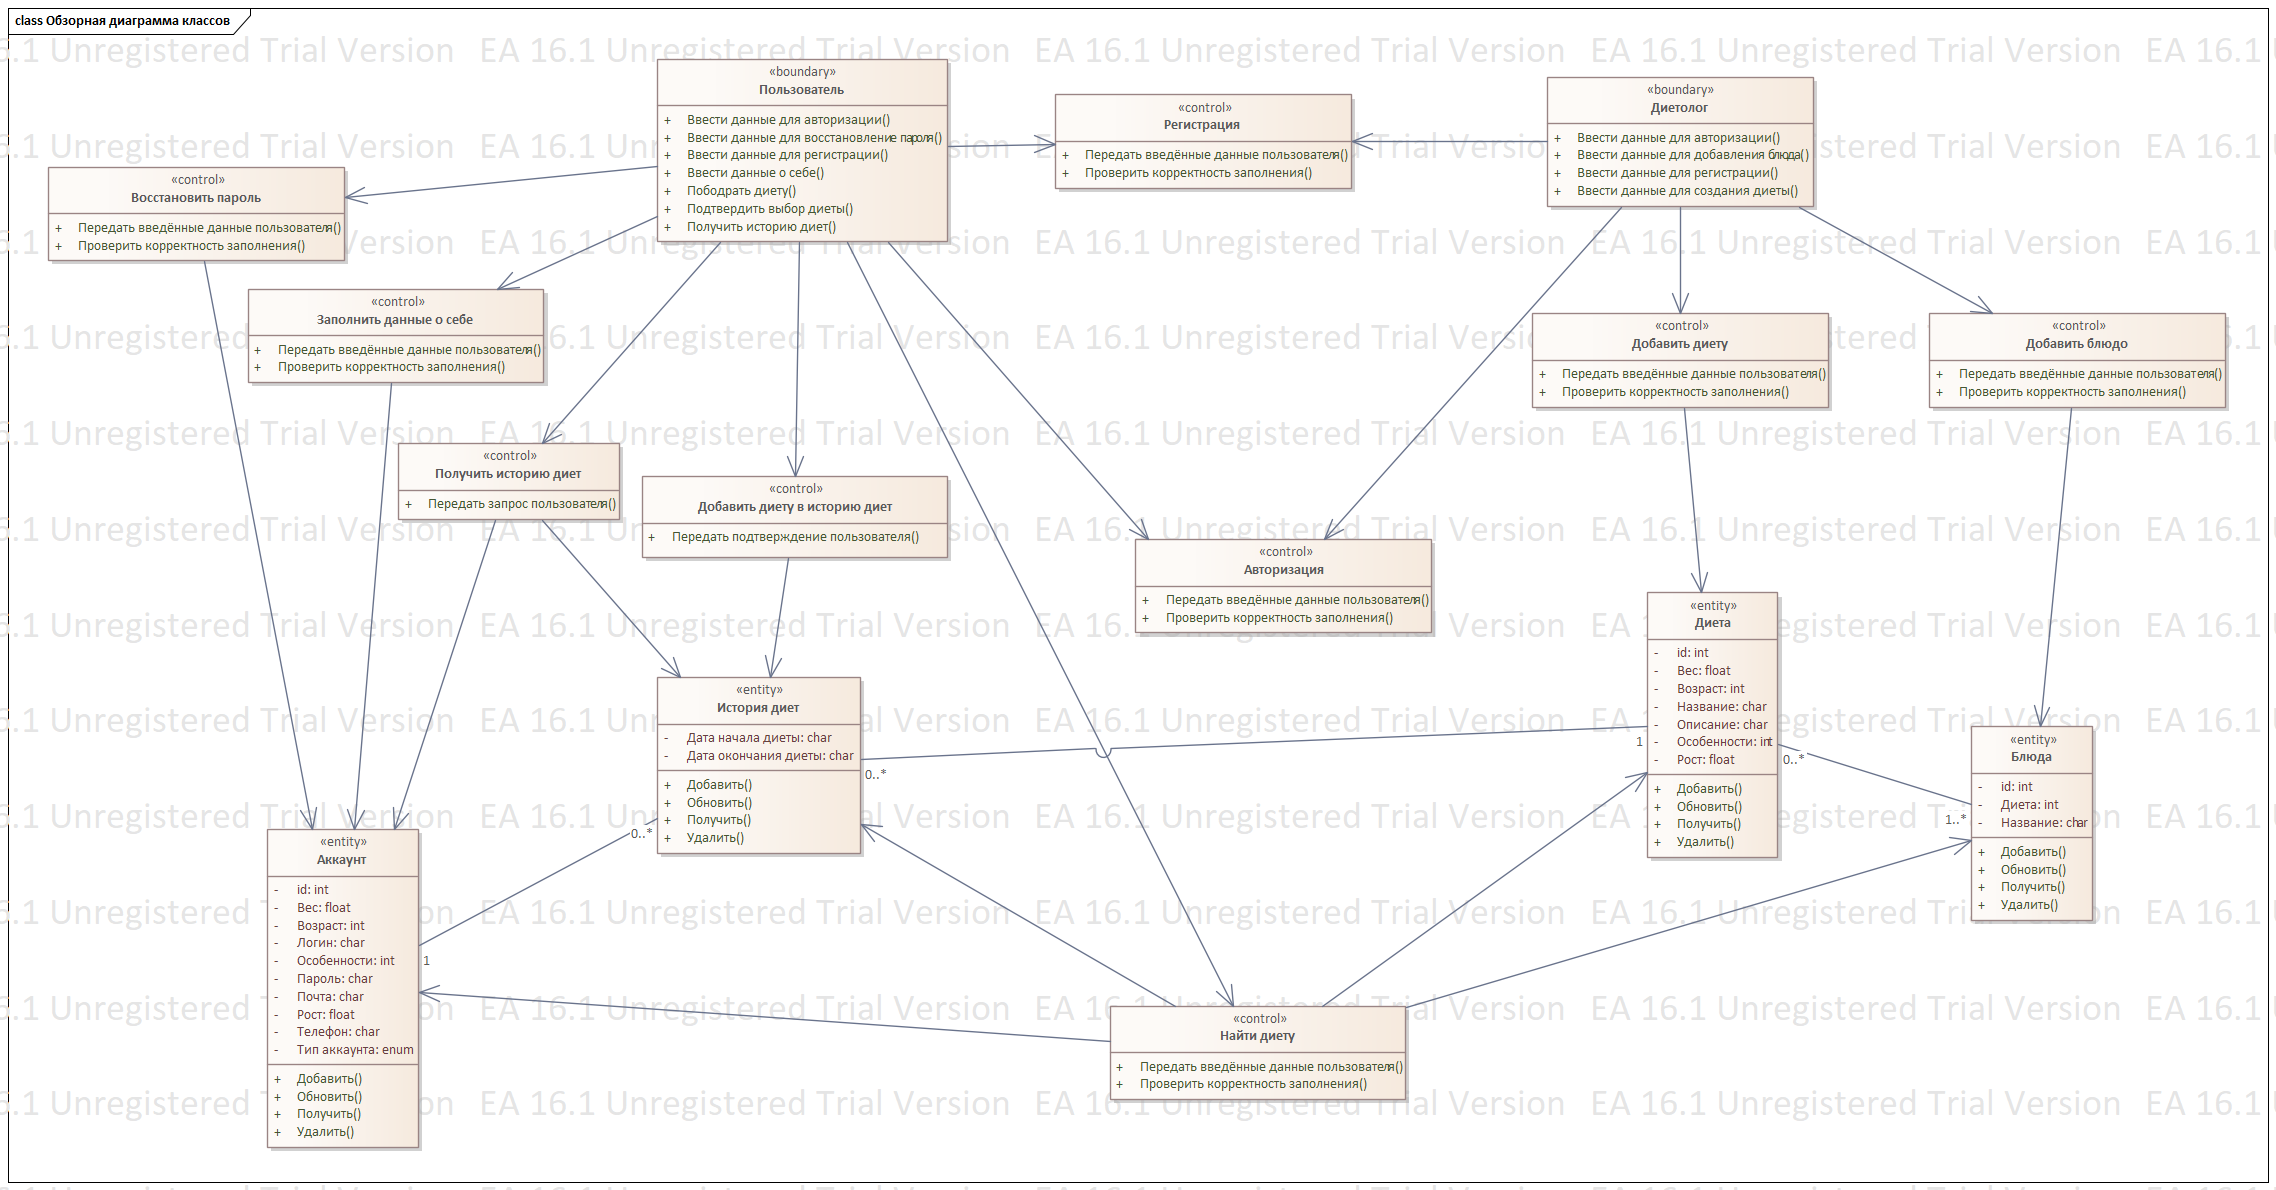 class Обзорная диаграмма классов
EA 16.1 Unregistered Trial Version
«boundary»
Пользователь
+ Ввести данные для авторизации()
+ Ввести данные для восстановление пароля()
+ Ввести данные для регистрации()
+ Ввести данные о себе()
+ Пободрать диету()
+ Подтвердить выбор диеты()
+ Получить историю диет()
«control»
Регистрация
+ Передать введённые данные пользователя()
+ Проверить корректность заполнения()
«boundary»
Диетолог
+ Ввести данные для авторизации()
+ Ввести данные для добавления блюда()
+ Ввести данные для регистрации()
+ Ввести данные для создания диеты()
«control»
Восстановить пароль
+ Передать введённые данные пользователя()
+ Проверить корректность заполнения()
«control»
Заполнить данные о себе
+ Передать введённые данные пользователя()
+ Проверить корректность заполнения()
«control»
Добавить диету
+ Передать введённые данные пользователя()
+ Проверить корректность заполнения()
«control»
Добавить блюдо
+ Передать введённые данные пользователя()
+ Проверить корректность заполнения()
«control»
Получить историю диет
+ Передать запрос пользователя()
«control»
Добавить диету в историю диет
+ Передать подтверждение пользователя()
«control»
Авторизация
+ Передать введённые данные пользователя()
+ Проверить корректность заполнения()
«entity»
Диета
- id: int
- Вес: float
- Возраст: int
- Название: char
- Описание: char
- Особенности: int
- Рост: float
+ Добавить()
+ Обновить()
+ Получить()
+ Удалить()
1
0..*
«entity»
История диет
- Дата начала диеты: char
- Дата окончания диеты: char
+ Добавить()
+ Обновить()
+ Получить()
+ Удалить()
0..*
0..*
«entity»
Блюда
- id: int
- Диета: int
- Название: char
+ Добавить()
+ Обновить()
+ Получить()
+ Удалить()
1..*
«entity»
Аккаунт
- id: int
- Вес: float
- Возраст: int
- Логин: char
- Особенности: int
- Пароль: char
- Почта: char
- Рост: float
- Телефон: char
- Тип аккаунта: enum
+ Добавить()
+ Обновить()
+ Получить()
+ Удалить()
1
«control»
Найти диету
+ Передать введённые данные пользователя()
+ Проверить корректность заполнения()